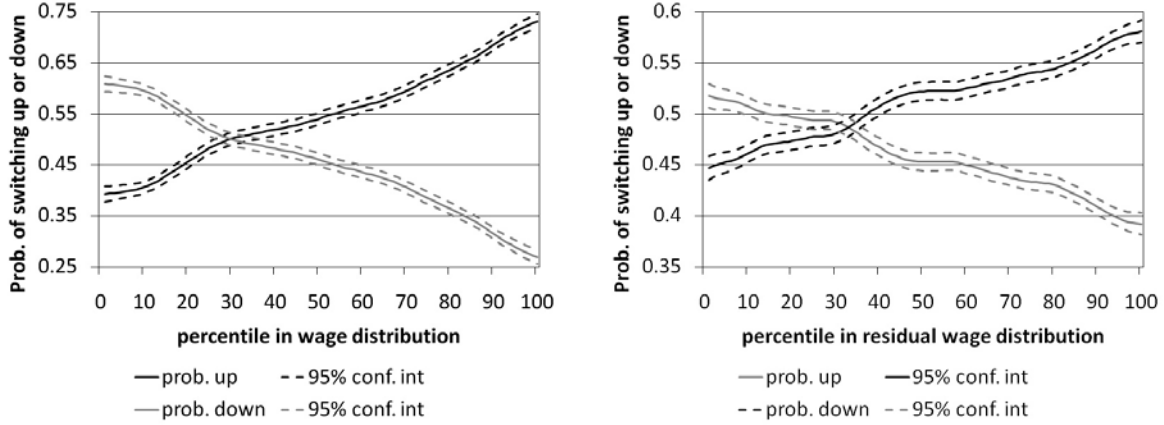 Prob. of switching up or down
0.75
0.65
0.55
0.45
0.35
0.25
0 10 20 30 40 50 60 70 80 90 100
percentile in wage distribution
prob. up 95% conf. int
prob. down 95% conf. int
Prob. of switching up or down
0.6
0.55
0.5
0.45
0.4
0.35
0 10 20 30 40 50 60 70 80 90 100
percentile in residual wage distribution
prob. up 95% conf. int
prob. down 95% conf. int